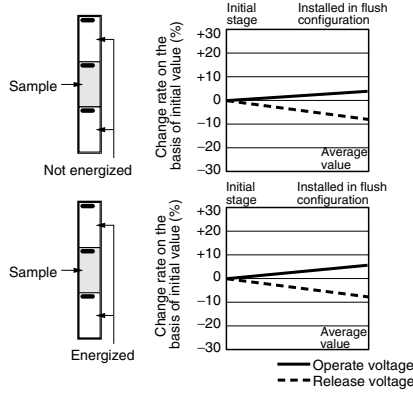 Sample
Not energized
Change rate on the
basis of initial value (%)
Initial
stage
Installed in flush
configuration
+30
+20
+10
0
−10
−20
−30
Average
value
Sample
Energized
Change rate on the
basis of initial value (%)
Initial
stage
Installed in flush
configuration
+30
+20
+10
0
−10
−20
−30
Average
value
Operate voltage
Release voltage